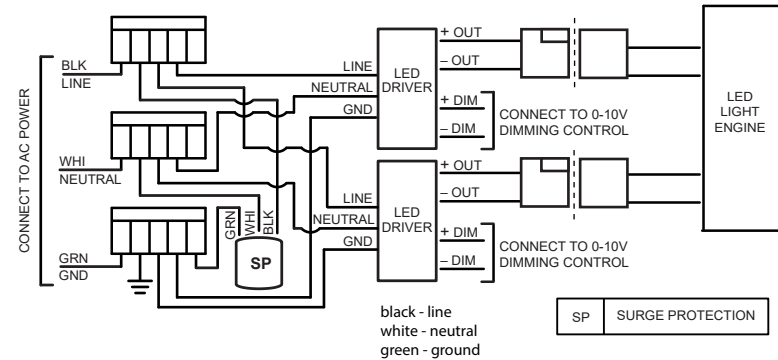 CONNECT TO AC POWER
BLK
LINE
WHI
NEUTRAL
GRN
GND
GRN
WHI
BLK
SP
LINE
NEUTRAL
GND
LED
DRIVER
+ OUT
– OUT
+ DIM
– DIM
CONNECT TO 0-10V
DIMMING CONTROL
LINE
NEUTRAL
GND
LED
DRIVER
+ OUT
– OUT
+ DIM
– DIM
CONNECT TO 0-10V
DIMMING CONTROL
LED
LIGHT
ENGINE
black - line
white - neutral
green - ground
SP SURGE PROTECTION